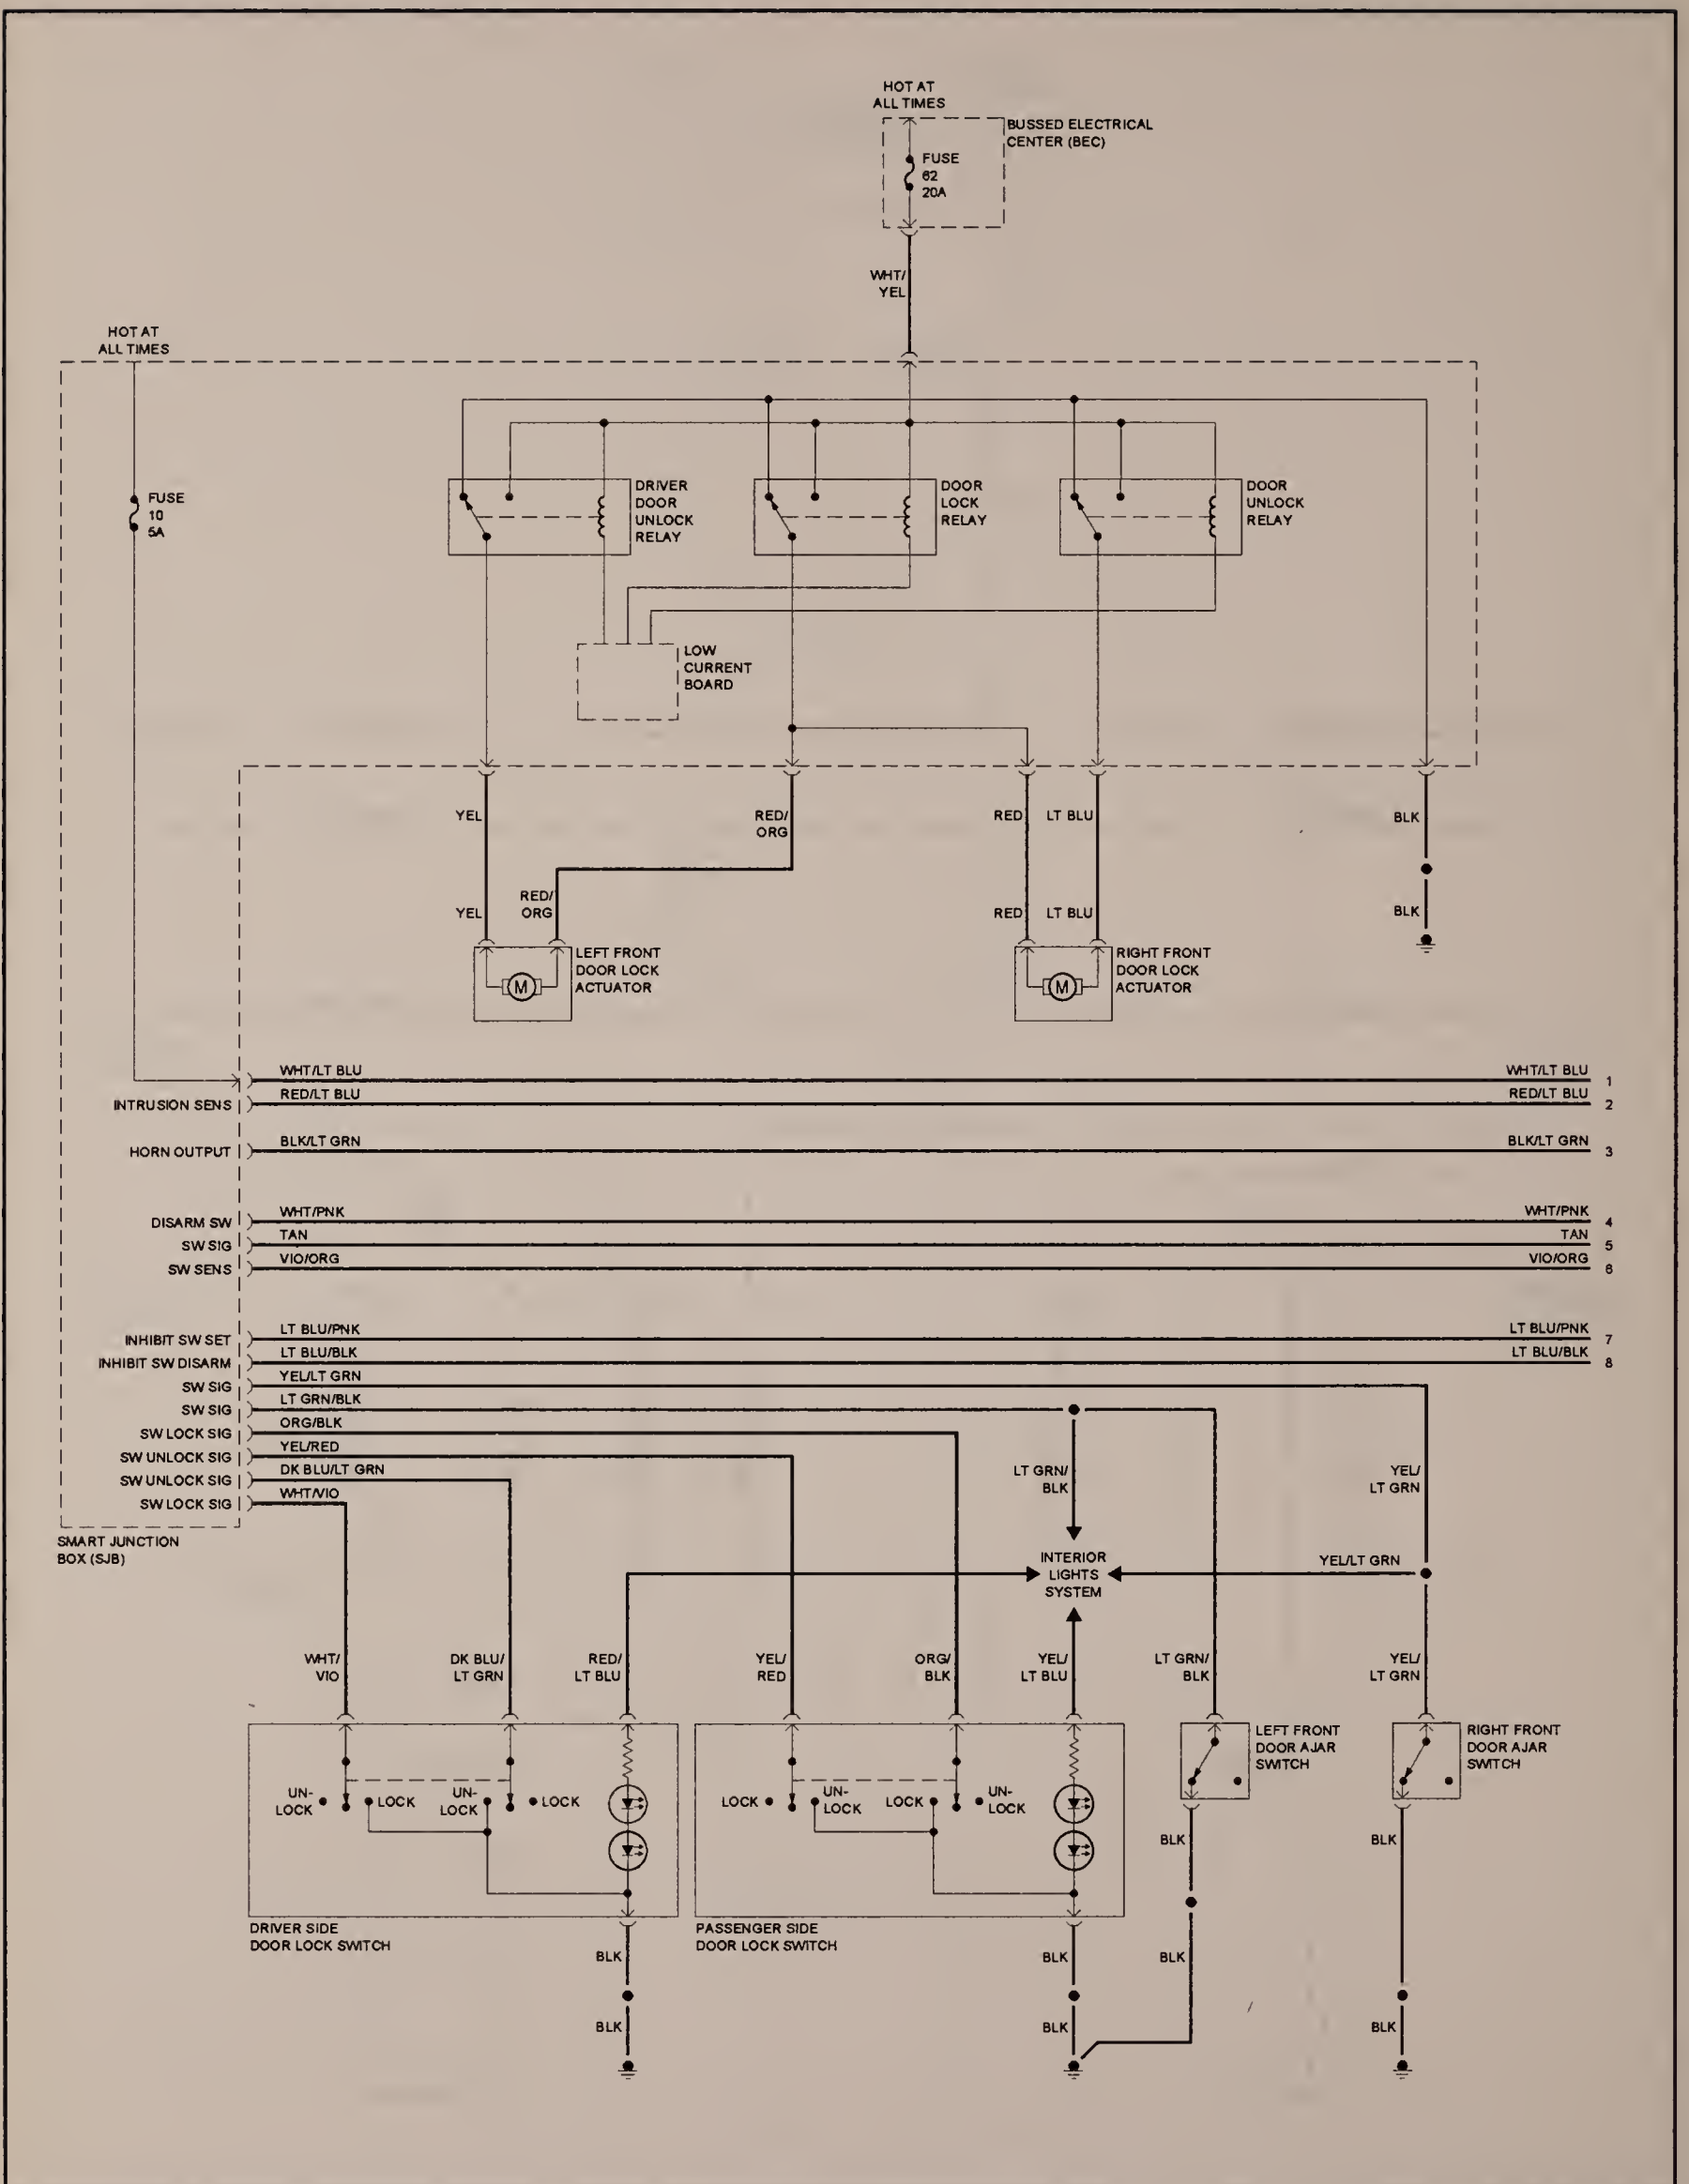 HOT AT
ALL TIMES
BUSSED ELECTRICAL
CENTER (BEC)
FUSE
62
20A
WHT/
YEL
HOT AT
ALL TIMES
FUSE
10
5A
DRIVER
DOOR
UNLOCK
RELAY
DOOR
LOCK
RELAY
DOOR
UNLOCK
RELAY
LOW
CURRENT
BOARD
YEL
RED/
ORG
RED
LT BLU
BLK
YEL
RED/
ORG
RED
LT BLU
BLK
LEFT FRONT
DOOR LOCK
ACTUATOR
M
RIGHT FRONT
DOOR LOCK
ACTUATOR
M
WHT/LT BLU
WHT/LT BLU
1
INTRUSION SENS
RED/LT BLU
RED/LT BLU
2
HORN OUTPUT
BLK/LT GRN
BLK/LT GRN
3
DISARM SW
WHT/PNK
WHT/PNK
4
SW SIG
TAN
TAN
5
SW SENS
VIO/ORG
VIO/ORG
6
INHIBIT SW SET
LT BLU/PNK
LT BLU/PNK
7
INHIBIT SW DISARM
LT BLU/BLK
LT BLU/BLK
8
SW SIG
YEL/LT GRN
SW SIG
LT GRN/BLK
SW LOCK SIG
ORG/BLK
SW UNLOCK SIG
YEL/RED
SW UNLOCK SIG
DK BLU/LT GRN
SW LOCK SIG
WHT/VIO
SMART JUNCTION
BOX (SJB)
LT GRN/
BLK
YEL/
LT GRN
INTERIOR
LIGHTS
SYSTEM
YEL/LT GRN
WHT/
VIO
DK BLU/
LT GRN
RED/
LT BLU
YEL/
RED
ORG/
BLK
YEL/
LT BLU
LT GRN/
BLK
YEL/
LT GRN
LEFT FRONT
DOOR AJAR
SWITCH
RIGHT FRONT
DOOR AJAR
SWITCH
UN-
LOCK
LOCK
UN-
LOCK
LOCK
LOCK
UN-
LOCK
LOCK
UN-
LOCK
BLK
BLK
DRIVER SIDE
DOOR LOCK SWITCH
PASSENGER SIDE
DOOR LOCK SWITCH
BLK
BLK
BLK
BLK
BLK
BLK